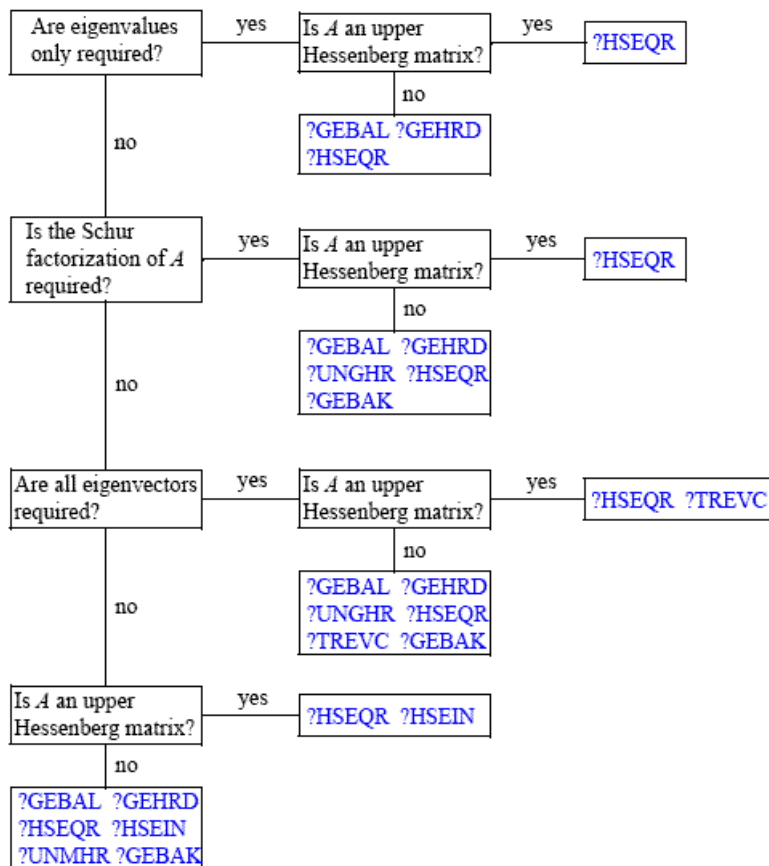 Are eigenvalues
only required?
yes
Is A an upper
Hessenberg matrix?
yes
?HSEQR
no
?GEBAL ?GEHRD
?HSEQR
no
Is the Schur
factorization of A
required?
yes
Is A an upper
Hessenberg matrix?
yes
?HSEQR
no
?GEBAL ?GEHRD
?UNGHR ?HSEQR
?GEBAK
no
Are all eigenvectors
required?
yes
Is A an upper
Hessenberg matrix?
yes
?HSEQR ?TREVC
no
?GEBAL ?GEHRD
?UNGHR ?HSEQR
?TREVC ?GEBAK
no
Is A an upper
Hessenberg matrix?
yes
?HSEQR ?HSEIN
no
?GEBAL ?GEHRD
?HSEQR ?HSEIN
?UNMHR ?GEBAK